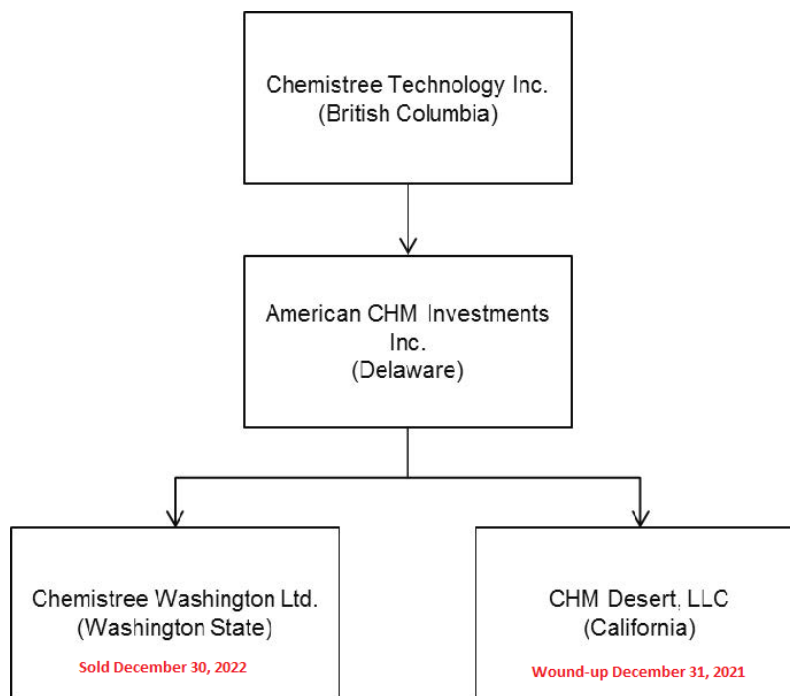 Chemistree Technology Inc.
(British Columbia)
American CHM Investments
Inc.
(Delaware)
Chemistree Washington Ltd.
(Washington State)
Sold December 30, 2022
CHM Desert, LLC
(California)
Wound-up December 31, 2021